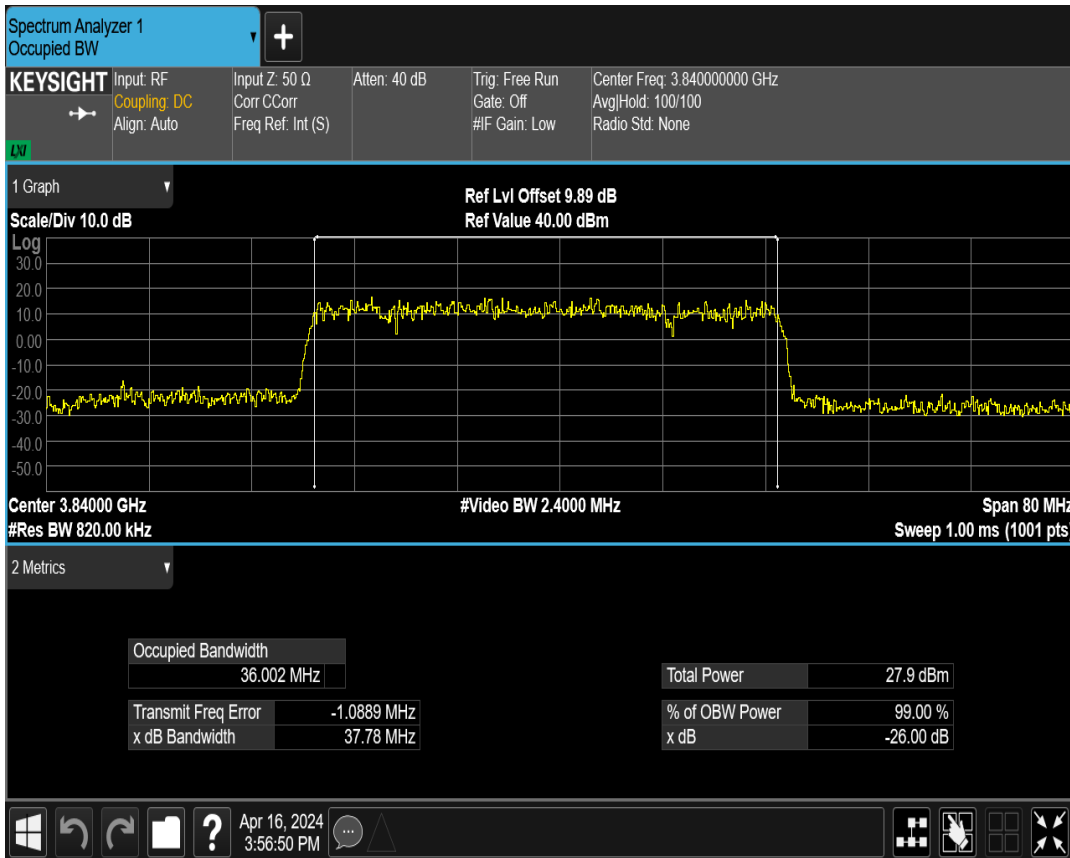 Spectrum Analyzer 1
Occupied BW
+
KEYSIGHT
LXI
Input: RF
Coupling: DC
Align: Auto
Input Z: 50 Ω
Corr CCorr
Freq Ref: Int (S)
Atten: 40 dB
Trig: Free Run
Gate: Off
#IF Gain: Low
Center Freq: 3.840000000 GHz
Avg|Hold: 100/100
Radio Std: None
1 Graph
Scale/Div 10.0 dB
Ref Lvl Offset 9.89 dB
Ref Value 40.00 dBm
Log
30.0
20.0
10.0
0.00
-10.0
-20.0
-30.0
-40.0
-50.0
Center 3.84000 GHz
#Video BW 2.4000 MHz
Span 80 MHz
#Res BW 820.00 kHz
Sweep 1.00 ms (1001 pts)
2 Metrics
Occupied Bandwidth
36.002 MHz
Transmit Freq Error -1.0889 MHz
x dB Bandwidth 37.78 MHz
Total Power 27.9 dBm
% of OBW Power 99.00 %
x dB -26.00 dB
?
Apr 16, 2024
3:56:50 PM